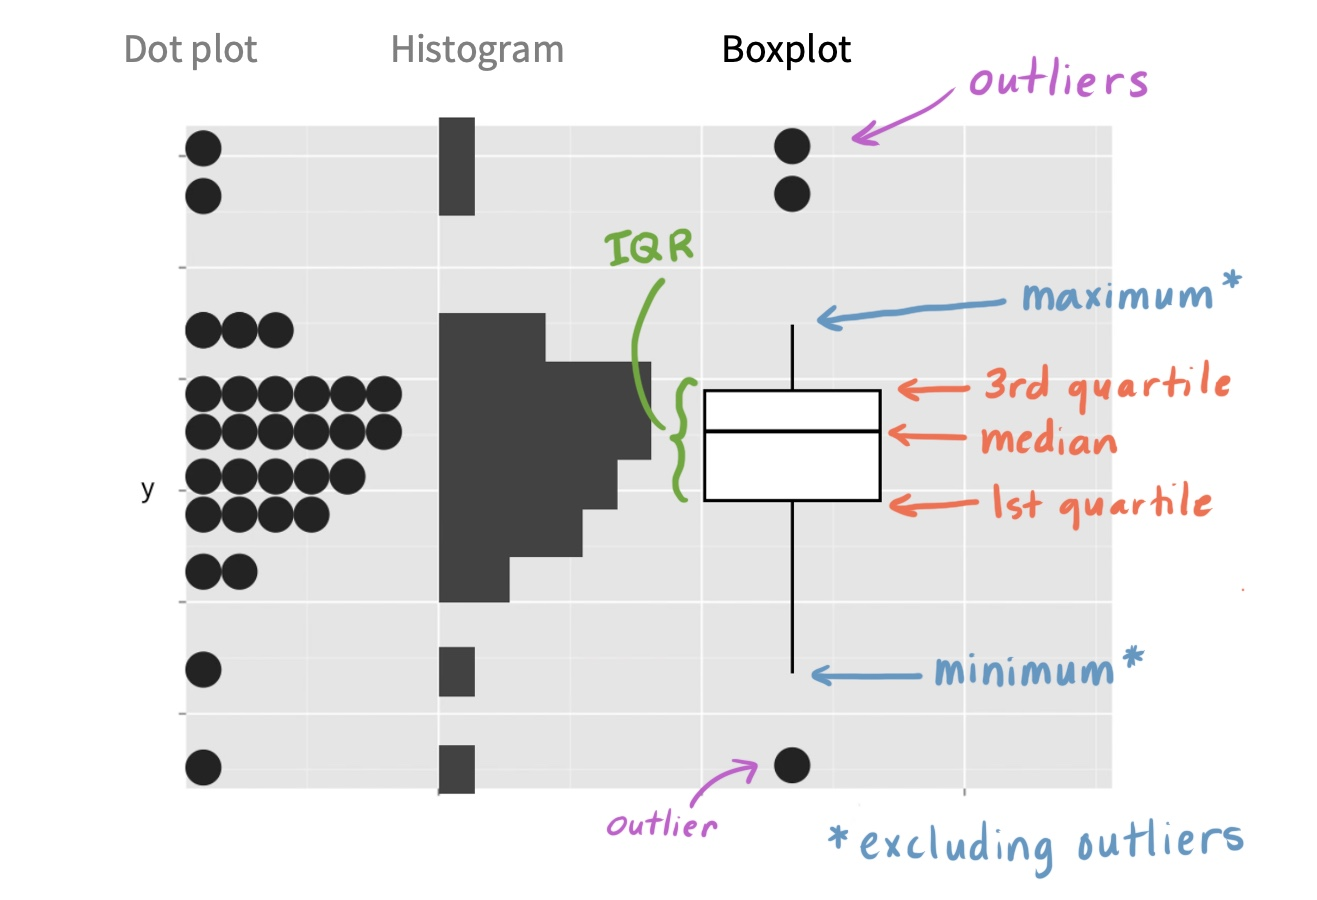 Dot plot Histogram Boxplot
outliers
IQR
maximum*
3rd quartile
median
1st quartile
y
minimum*
outlier
*excluding outliers